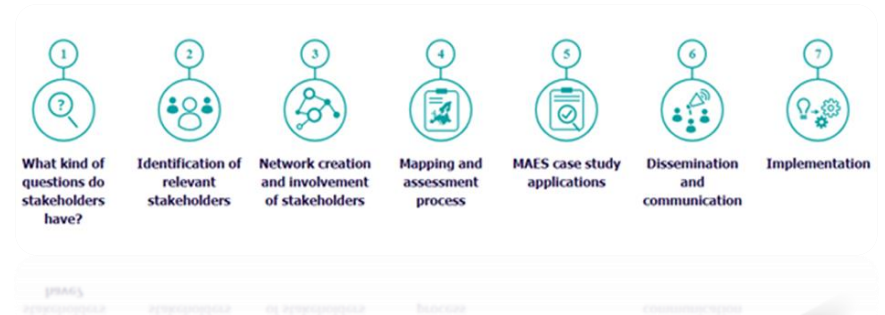 1
2
3
4
5
6
7
?
What kind of
questions do
stakeholders
have?
Identification of
relevant
stakeholders
Network creation
and involvement
of stakeholders
Mapping and
assessment
process
MAES case study
applications
Dissemination
and
communication
Implementation